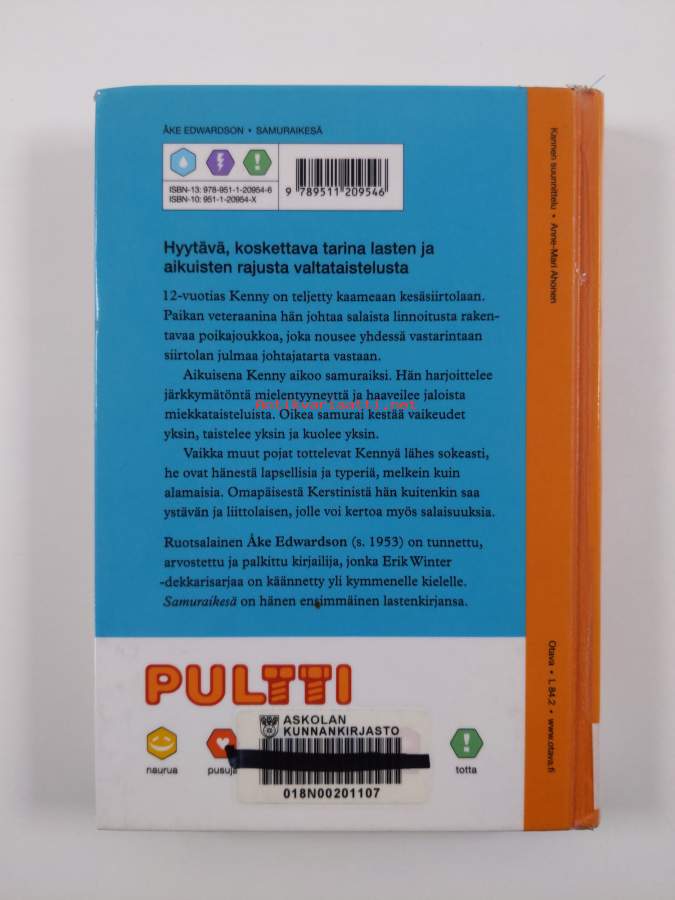 ÅKE EDWARDSON • SAMURAIKESÄ
ISBN-13: 978-951-1-20954-6
ISBN-10: 951-1-20954-X
9 789511 209546
Hyytävä, koskettava tarina lasten ja
aikuisten rajusta valtataistelusta
12-vuotias Kenny on teljetty kaameaan kesäsiirtolaan.
Paikan veteraanina hän johtaa salaista linnoitusta raken-
tavaa poikajoukkoa, joka nousee yhdessä vastarintaan
siirtolan julmaa johtajatarta vastaan.
Aikuisena Kenny aikoo samuraiksi. Hän harjoittelee
järkkymätöntä mielentyyneyttä ja haaveilee jaloista
Antikvariaatti.net
miekkataisteluista. Oikea samurai kestää vaikeudet
yksin, taistelee yksin ja kuolee yksin.
Vaikka muut pojat tottelevat Kennyä lähes sokeasti,
he ovat hänestä lapsellisia ja typeriä, melkein kuin
alamaisia. Omapäisestä Kerstinistä hän kuitenkin saa
ystävän ja liittolaisen, jolle voi kertoa myös salaisuuksia.
Ruotsalainen Åke Edwardson (s. 1953) on tunnettu,
arvostettu ja palkittu kirjailija, jonka Erik Winter
-dekkarisarjaa on käännetty yli kymmenelle kielelle.
Samuraikesä on hänen ensimmäinen lastenkirjansa.
PULTTI
naurua
pusuja
totta
ASKOLAN
KUNNANKIRJASTO
018N00201107
Kannen suunnittelu • Anne-Mari Ahonen
Otava • L 84.2 • www.otava.fi